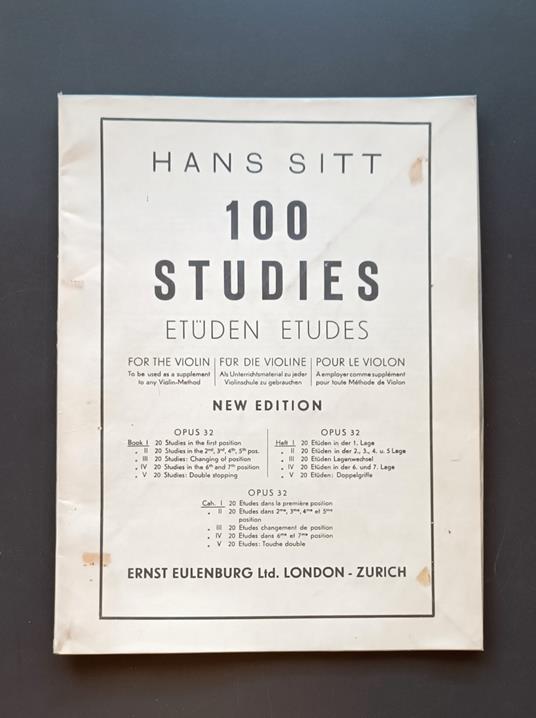 HANS SITT
100
STUDIES
ETÜDEN ETUDES
FOR THE VIOLIN
To be used as a supplement
to any Violin-Method
FÜR DIE VIOLINE
Als Unterrichtsmaterial zu jeder
Violinschule zu gebrauchen
POUR LE VIOLON
A employer comme supplément
pour toute Méthode de Violon
NEW EDITION
OPUS 32
Book I 20 Studies in the first position
„ II 20 Studies in the 2nd, 3rd, 4th, 5th pos.
„ III 20 Studies: Changing of position
„ IV 20 Studies in the 6th and 7th position
„ V 20 Studies: Double stopping
OPUS 32
Heft I 20 Etüden in der 1. Lage
„ II 20 Etüden in der 2., 3., 4. u. 5 Lage
„ III 20 Etüden Lagenwechsel
„ IV 20 Etüden in der 6. und 7. Lage
„ V 20 Etüden: Doppelgriffe
OPUS 32
Cah. I 20 Etudes dans la première position
„ II 20 Etudes dans 2me, 3me, 4me et 5me
position
„ III 20 Etudes changement de position
„ IV 20 Etudes dans 6me et 7me position
„ V 20 Etudes: Touche double
ERNST EULENBURG Ltd. LONDON - ZURICH